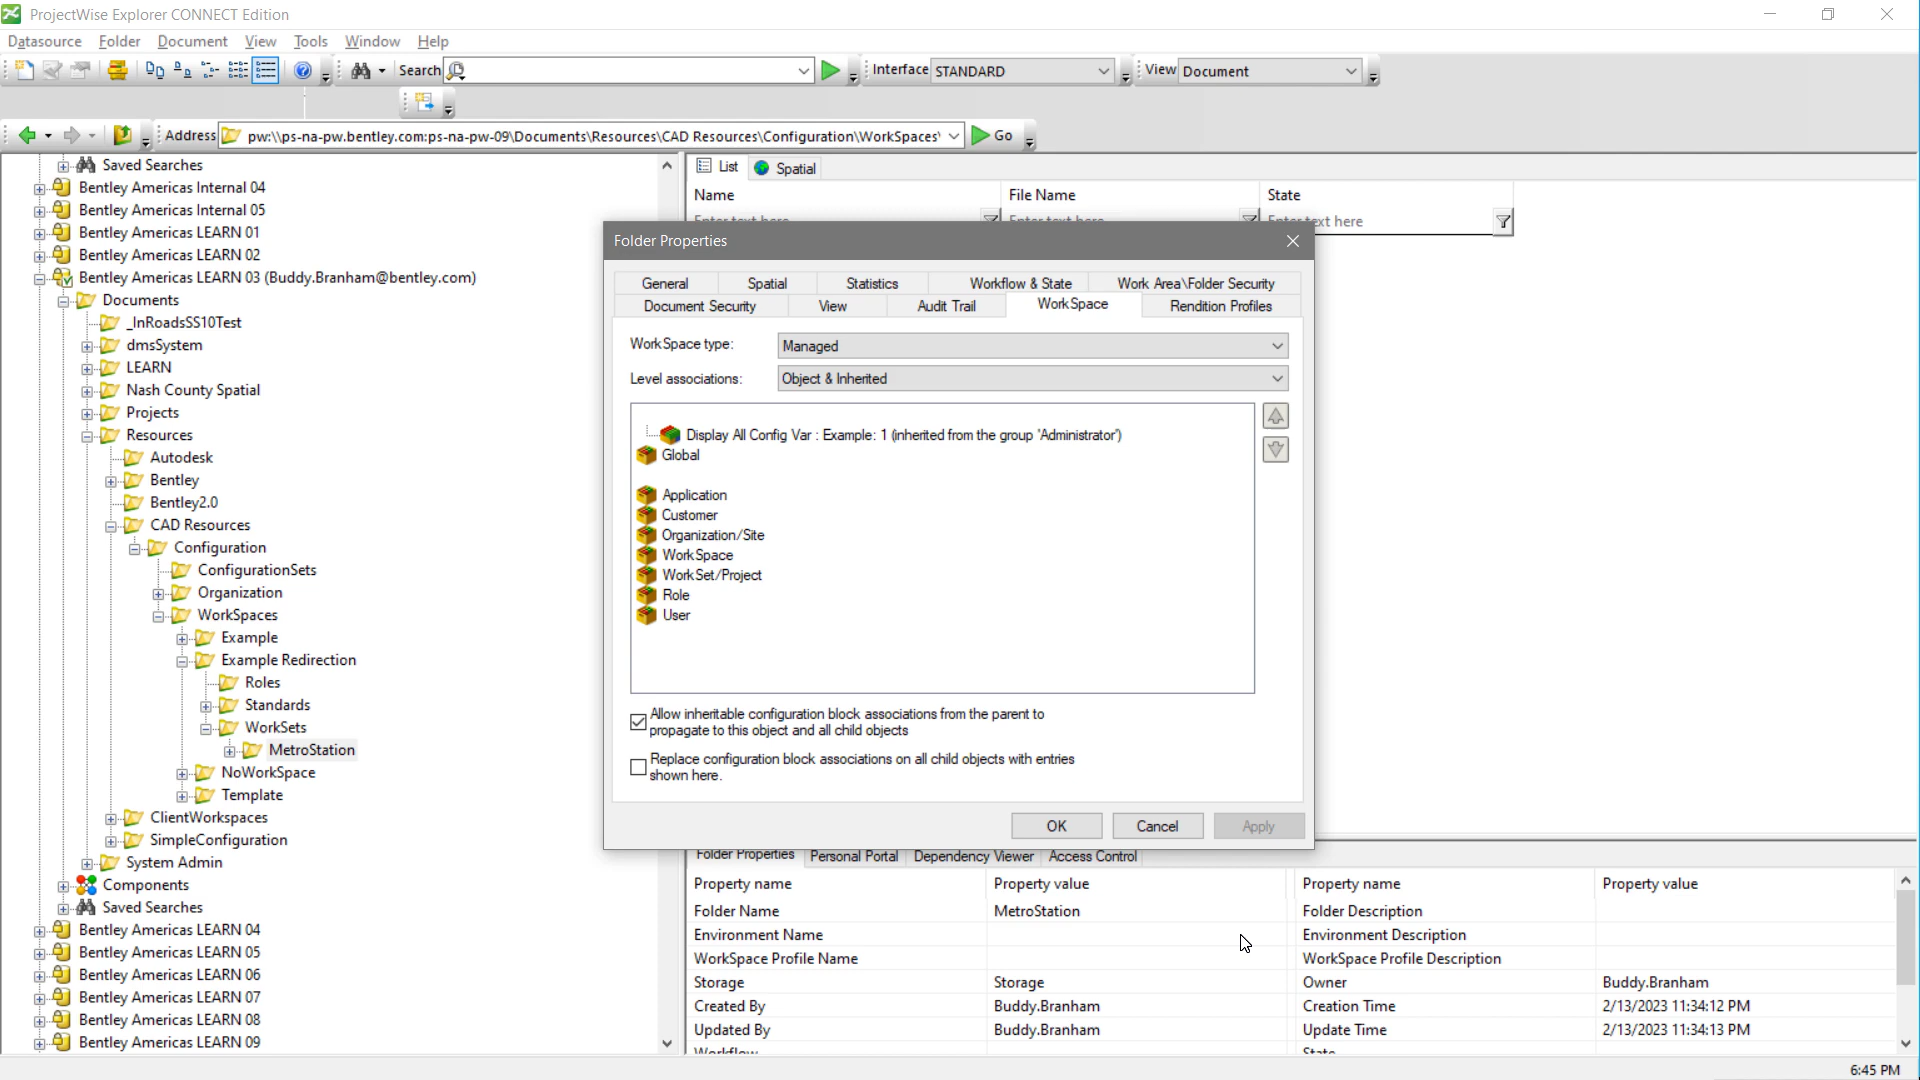 ProjectWise Explorer CONNECT Edition
Datasource Folder Document View Tools Window Help
Search Interface STANDARD View Document
Address pw:\\ps-na-pw.bentley.com:ps-na-pw-09\Documents\Resources\CAD Resources\Configuration\WorkSpaces\ Go
Saved Searches
Bentley Americas Internal 04
Bentley Americas Internal 05
Bentley Americas LEARN 01
Bentley Americas LEARN 02
Bentley Americas LEARN 03 (Buddy.Branham@bentley.com)
Documents
_InRoadsSS10Test
dmsSystem
LEARN
Nash County Spatial
Projects
Resources
Autodesk
Bentley
Bentley2.0
CAD Resources
Configuration
ConfigurationSets
Organization
WorkSpaces
Example
Example Redirection
Roles
Standards
WorkSets
MetroStation
NoWorkSpace
Template
ClientWorkspaces
SimpleConfiguration
System Admin
Components
Saved Searches
Bentley Americas LEARN 04
Bentley Americas LEARN 05
Bentley Americas LEARN 06
Bentley Americas LEARN 07
Bentley Americas LEARN 08
Bentley Americas LEARN 09
List Spatial
Name File Name State
Enter text here Enter text here Enter text here
Folder Properties
General Spatial Statistics Workflow & State Work Area\Folder Security
Document Security View Audit Trail WorkSpace Rendition Profiles
WorkSpace type: Managed
Level associations: Object & Inherited
Display All Config Var : Example: 1 (inherited from the group 'Administrator')
Global
Application
Customer
Organization/Site
WorkSpace
WorkSet/Project
Role
User
Allow inheritable configuration block associations from the parent to
propagate to this object and all child objects
Replace configuration block associations on all child objects with entries
shown here.
OK Cancel Apply
Folder Properties Personal Portal Dependency Viewer Access Control
Property name Property value Property name Property value
Folder Name MetroStation Folder Description
Environment Name Environment Description
WorkSpace Profile Name WorkSpace Profile Description
Storage Storage Owner Buddy.Branham
Created By Buddy.Branham Creation Time 2/13/2023 11:34:12 PM
Updated By Buddy.Branham Update Time 2/13/2023 11:34:13 PM
Workflow State
6:45 PM